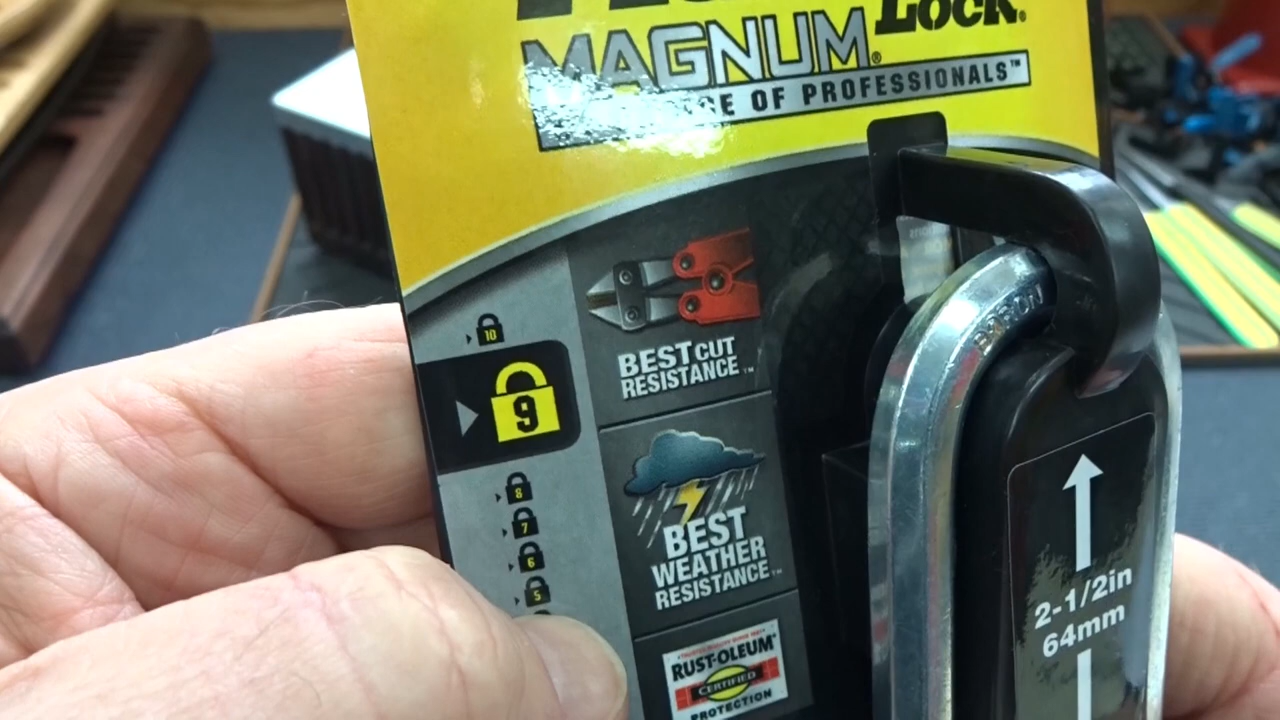 LOCK®
MAGNUM®
OF PROFESSIONALS™
BORON
10
BEST CUT
RESISTANCE™
9
8
7
6
5
BEST
WEATHER
RESISTANCE™
2-1/2in
64mm
RUST-OLEUM®
CERTIFIED
PROTECTION